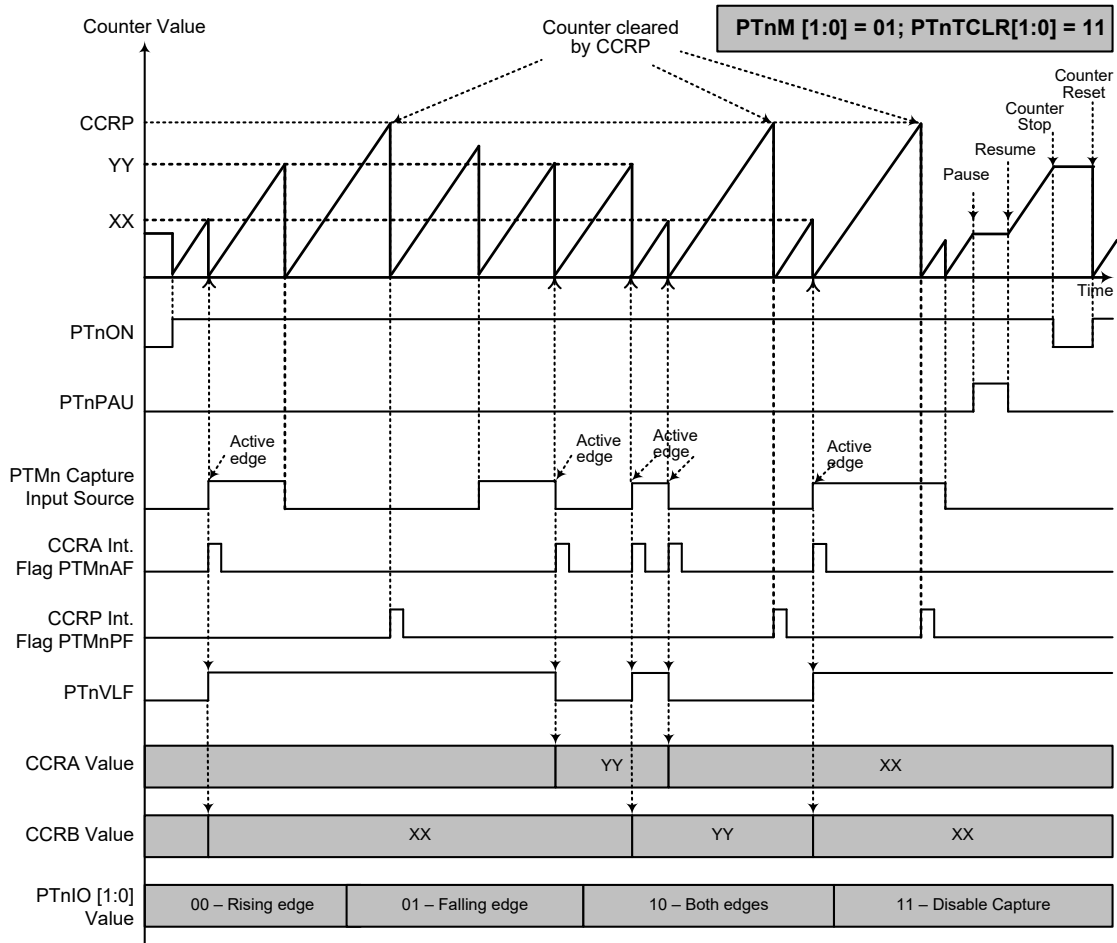 PTnM [1:0] = 01; PTnTCLR[1:0] = 11
Counter Value
Counter cleared
by CCRP
Counter
Reset
Counter
Stop
CCRP
Resume
YY
Pause
XX
Time
PTnON
PTnPAU
Active
edge
Active
edge
Active
edge
Active
edge
PTMn Capture
Input Source
CCRA Int.
Flag PTMnAF
CCRP Int.
Flag PTMnPF
PTnVLF
CCRA Value
YY
XX
CCRB Value
XX
YY
XX
PTnIO [1:0]
Value
00 – Rising edge
01 – Falling edge
10 – Both edges
11 – Disable Capture